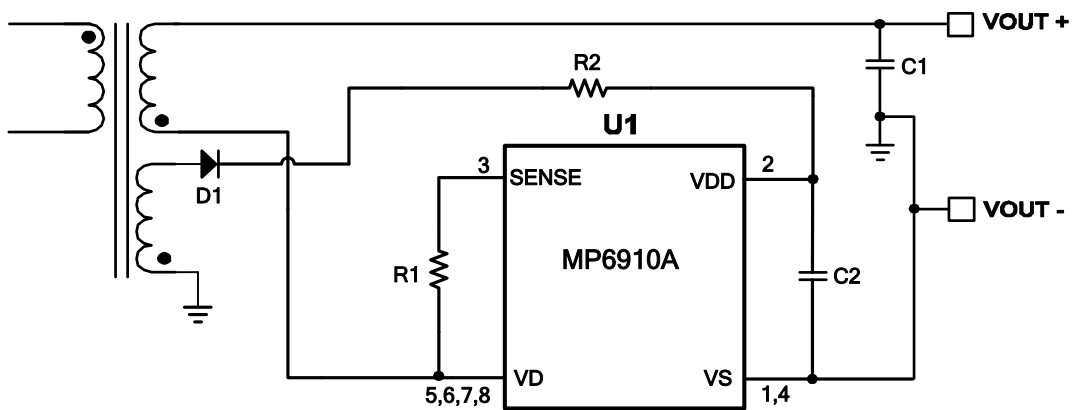 VOUT +
R2
C1
U1
3
SENSE
VDD
2
D1
VOUT -
MP6910A
R1
C2
VD
VS
5,6,7,8
1,4